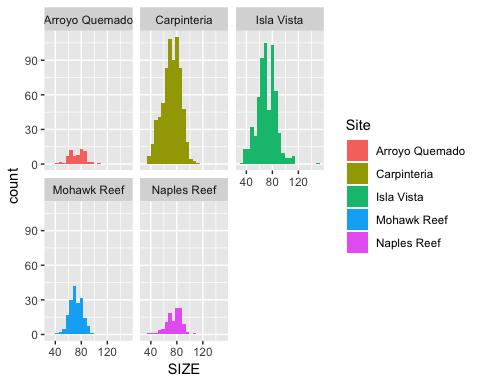 Arroyo Quemado Carpinteria Isla Vista
90
60
30
0
40 80 120
Mohawk Reef Naples Reef
90
60
30
0
40 80 120 40 80 120
SIZE
count
Site
Arroyo Quemado
Carpinteria
Isla Vista
Mohawk Reef
Naples Reef